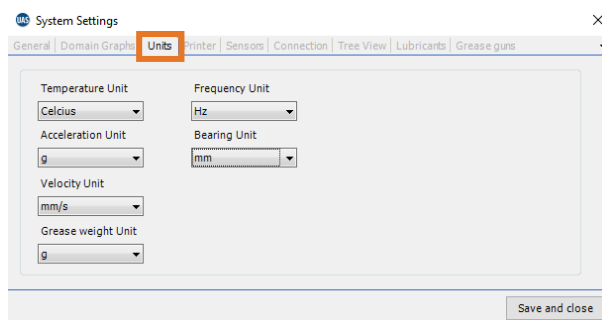 UAS System Settings
General Domain Graphs Units Printer Sensors Connection Tree View Lubricants Grease guns
Temperature Unit Frequency Unit
Celcius Hz
Acceleration Unit Bearing Unit
g mm
Velocity Unit
mm/s
Grease weight Unit
g
Save and close